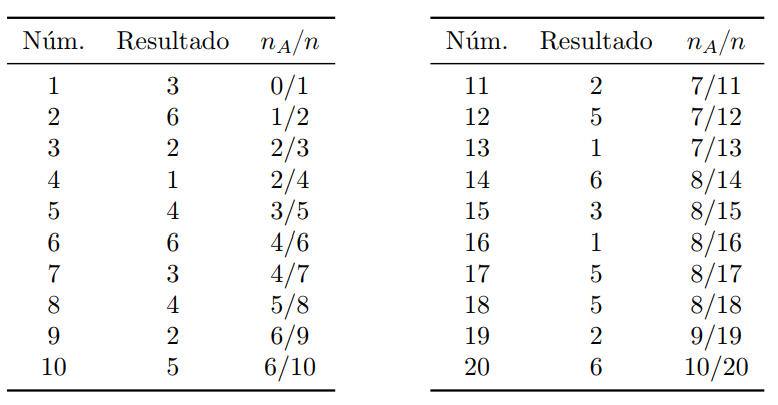 Núm. Resultado n_A/n
1 3 0/1
2 6 1/2
3 2 2/3
4 1 2/4
5 4 3/5
6 6 4/6
7 3 4/7
8 4 5/8
9 2 6/9
10 5 6/10
Núm. Resultado n_A/n
11 2 7/11
12 5 7/12
13 1 7/13
14 6 8/14
15 3 8/15
16 1 8/16
17 5 8/17
18 5 8/18
19 2 9/19
20 6 10/20